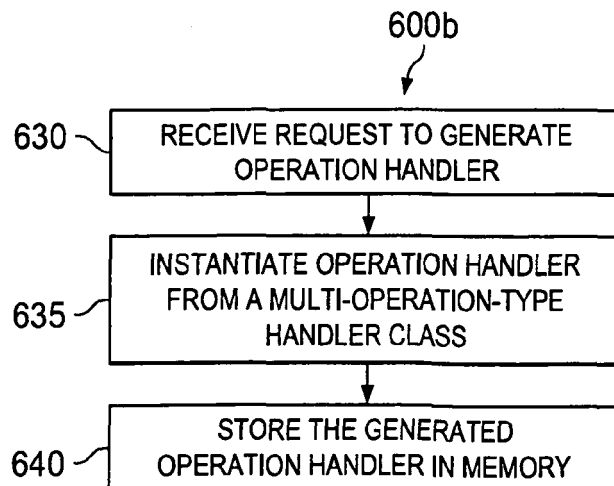 600b
630
RECEIVE REQUEST TO GENERATE
OPERATION HANDLER
635
INSTANTIATE OPERATION HANDLER
FROM A MULTI-OPERATION-TYPE
HANDLER CLASS
640
STORE THE GENERATED
OPERATION HANDLER IN MEMORY